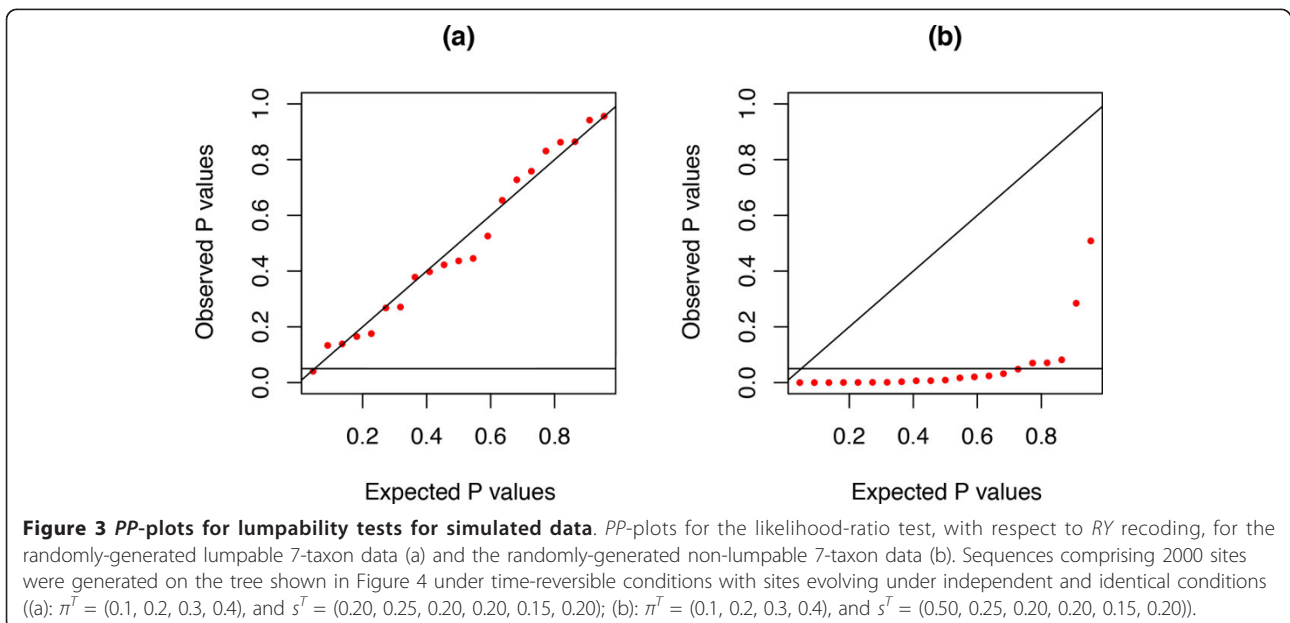 (a)
(b)
Observed P values
0.0 0.2 0.4 0.6 0.8 1.0
0.2 0.4 0.6 0.8
Expected P values
Observed P values
0.0 0.2 0.4 0.6 0.8 1.0
0.2 0.4 0.6 0.8
Expected P values
Figure 3 PP-plots for lumpability tests for simulated data. PP-plots for the likelihood-ratio test, with respect to RY recoding, for the
randomly-generated lumpable 7-taxon data (a) and the randomly-generated non-lumpable 7-taxon data (b). Sequences comprising 2000 sites
were generated on the tree shown in Figure 4 under time-reversible conditions with sites evolving under independent and identical conditions
((a): π^T = (0.1, 0.2, 0.3, 0.4), and s^T = (0.20, 0.25, 0.20, 0.20, 0.15, 0.20); (b): π^T = (0.1, 0.2, 0.3, 0.4), and s^T = (0.50, 0.25, 0.20, 0.20, 0.15, 0.20)).